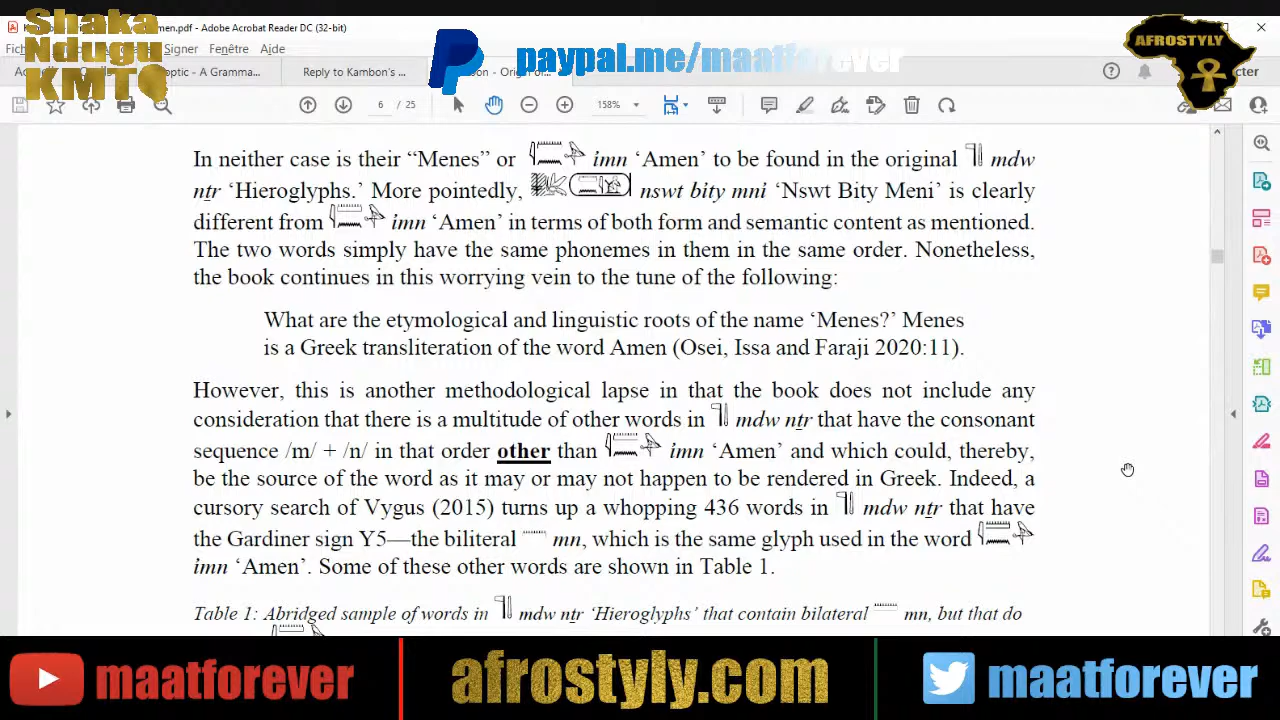 Shaka
Ndugu
KMT
men.pdf - Adobe Acrobat Reader DC (32-bit)
Signer Fenêtre Aide
optic - A Gramma... Reply to Kambon's ...
paypal.me/maatforever
AFROSTYLY
6 / 25 158%
In neither case is their “Menes” or imn ‘Amen’ to be found in the original mdw
nṯr ‘Hieroglyphs.’ More pointedly, nswt bity mni ‘Nswt Bity Meni’ is clearly
different from imn ‘Amen’ in terms of both form and semantic content as mentioned.
The two words simply have the same phonemes in them in the same order. Nonetheless,
the book continues in this worrying vein to the tune of the following:
What are the etymological and linguistic roots of the name ‘Menes?’ Menes
is a Greek transliteration of the word Amen (Osei, Issa and Faraji 2020:11).
However, this is another methodological lapse in that the book does not include any
consideration that there is a multitude of other words in mdw nṯr that have the consonant
sequence /m/ + /n/ in that order other than imn ‘Amen’ and which could, thereby,
be the source of the word as it may or may not happen to be rendered in Greek. Indeed, a
cursory search of Vygus (2015) turns up a whopping 436 words in mdw nṯr that have
the Gardiner sign Y5—the biliteral mn, which is the same glyph used in the word
imn ‘Amen’. Some of these other words are shown in Table 1.
Table 1: Abridged sample of words in mdw nṯr ‘Hieroglyphs’ that contain bilateral mn, but that do
maatforever afrostyly.com maatforever